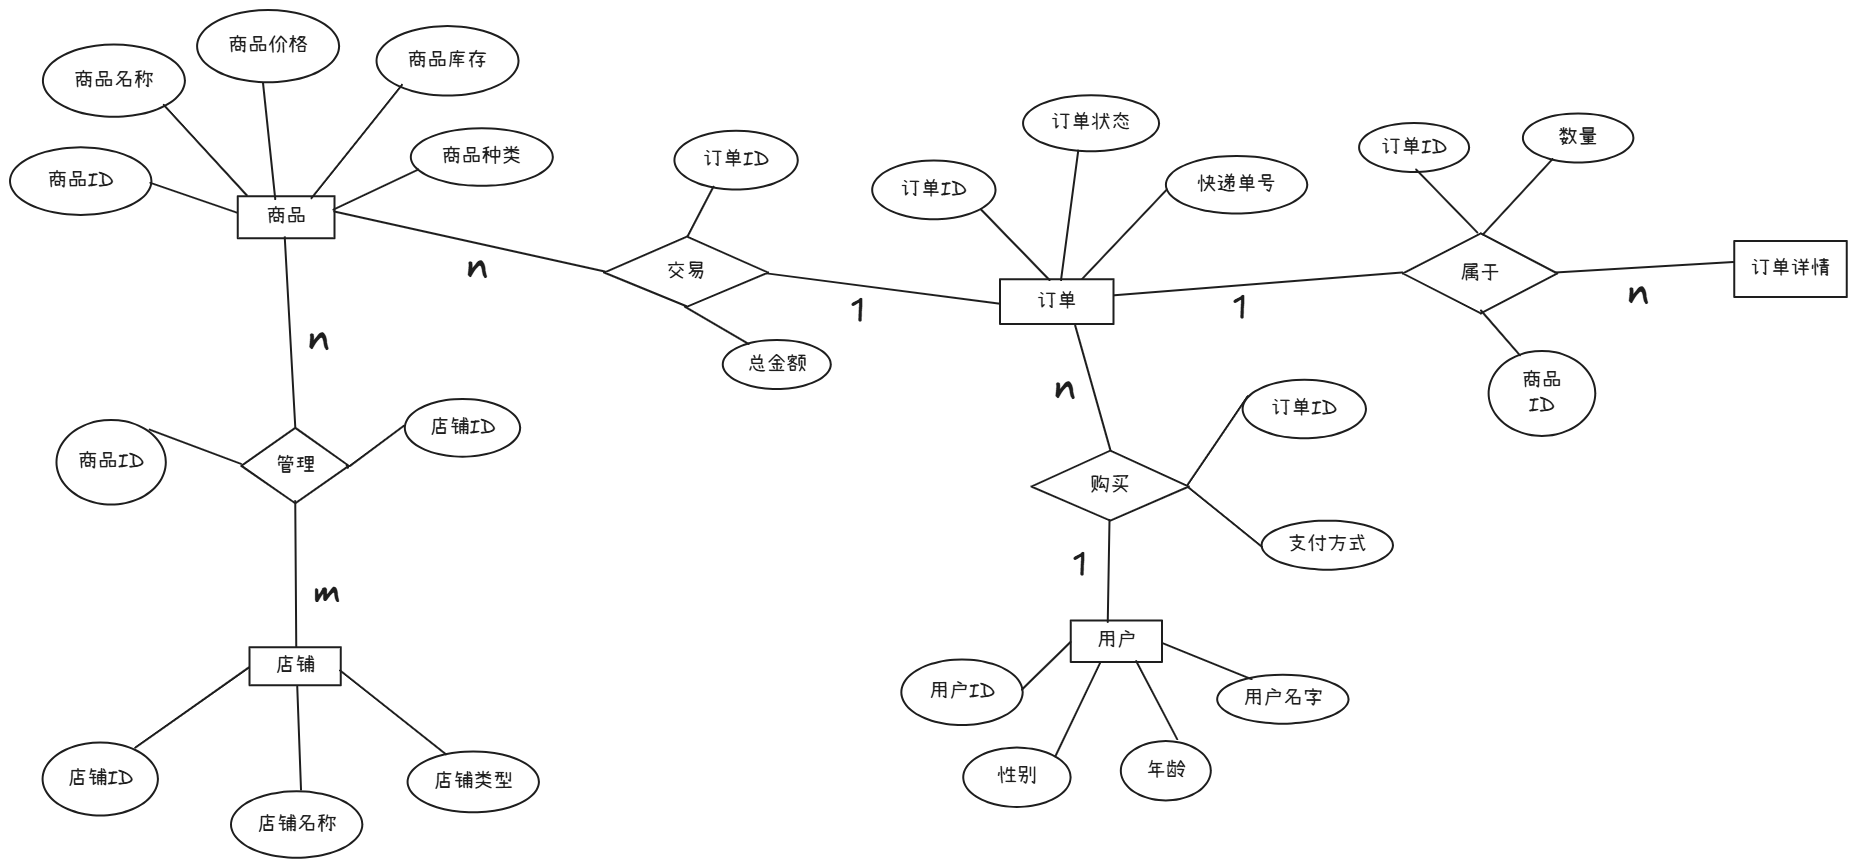 商品价格
商品库存
商品名称
商品种类
商品ID
商品
订单状态
数量
订单ID
订单ID
快递单号
订单ID
交易
n
1
订单
1
属于
n
订单详情
总金额
n
n
商品
ID
订单ID
店铺ID
商品ID
管理
购买
支付方式
1
m
店铺
用户
用户ID
用户名字
性别
年龄
店铺ID
店铺类型
店铺名称